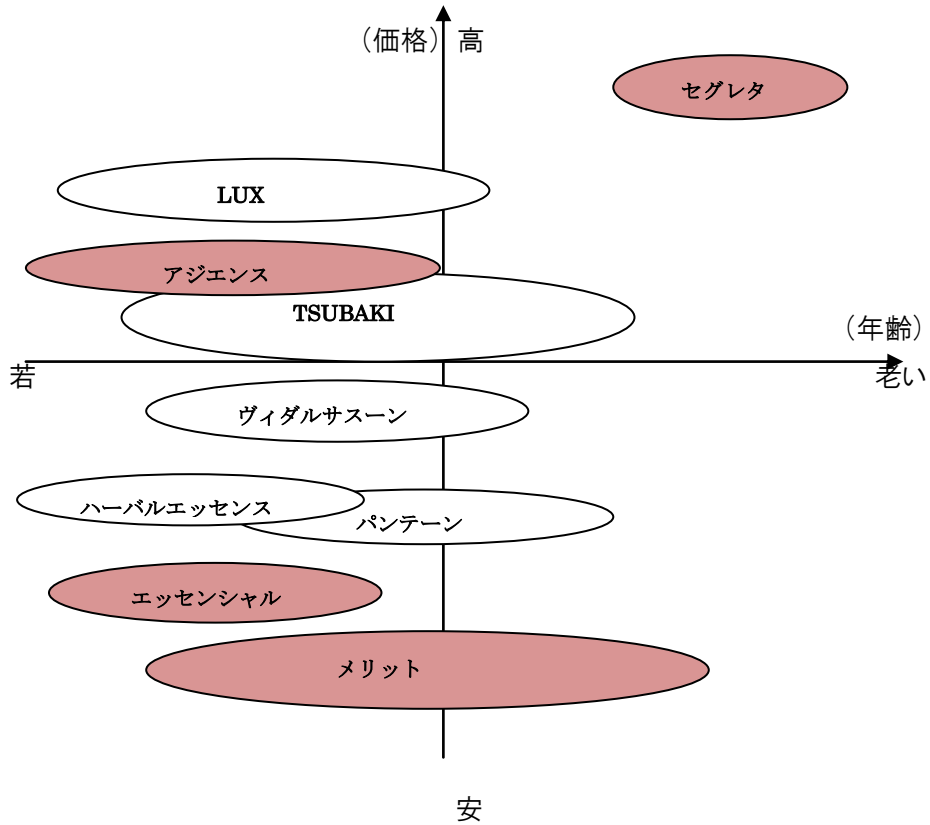 （価格）高
セグレタ
LUX
アジエンス
TSUBAKI
（年齢）
若
老い
ヴィダルサスーン
ハーバルエッセンス
パンテーン
エッセンシャル
メリット
安